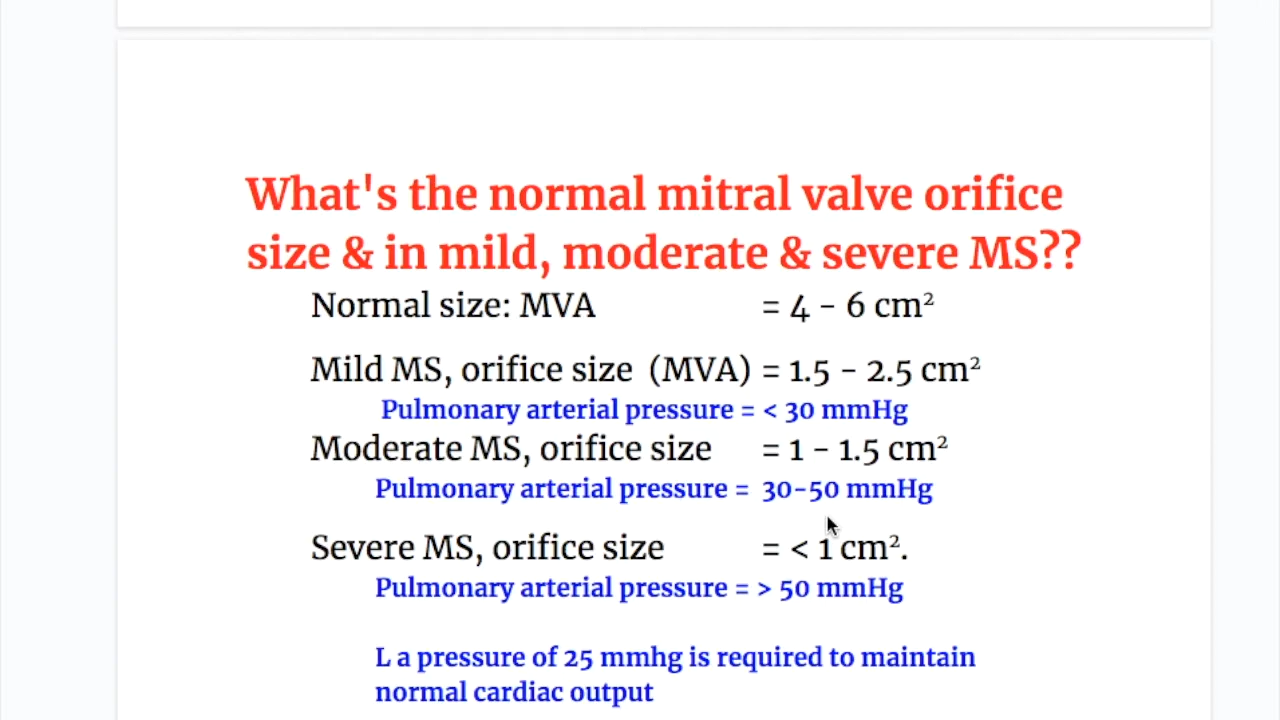 What's the normal mitral valve orifice
size & in mild, moderate & severe MS??
Normal size: MVA = 4 - 6 cm²
Mild MS, orifice size (MVA) = 1.5 - 2.5 cm²
Pulmonary arterial pressure = < 30 mmHg
Moderate MS, orifice size = 1 - 1.5 cm²
Pulmonary arterial pressure = 30-50 mmHg
Severe MS, orifice size = < 1 cm².
Pulmonary arterial pressure = > 50 mmHg
L a pressure of 25 mmhg is required to maintain
normal cardiac output